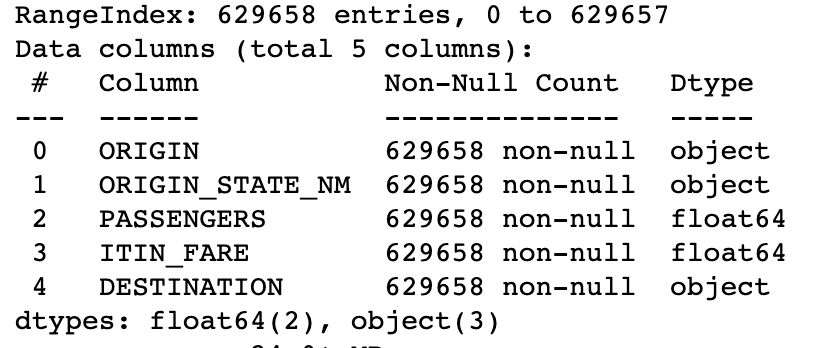 RangeIndex: 629658 entries, 0 to 629657
Data columns (total 5 columns):
 #   Column           Non-Null Count   Dtype
---  ------           --------------   -----
 0   ORIGIN           629658 non-null  object
 1   ORIGIN_STATE_NM  629658 non-null  object
 2   PASSENGERS       629658 non-null  float64
 3   ITIN_FARE        629658 non-null  float64
 4   DESTINATION      629658 non-null  object
dtypes: float64(2), object(3)